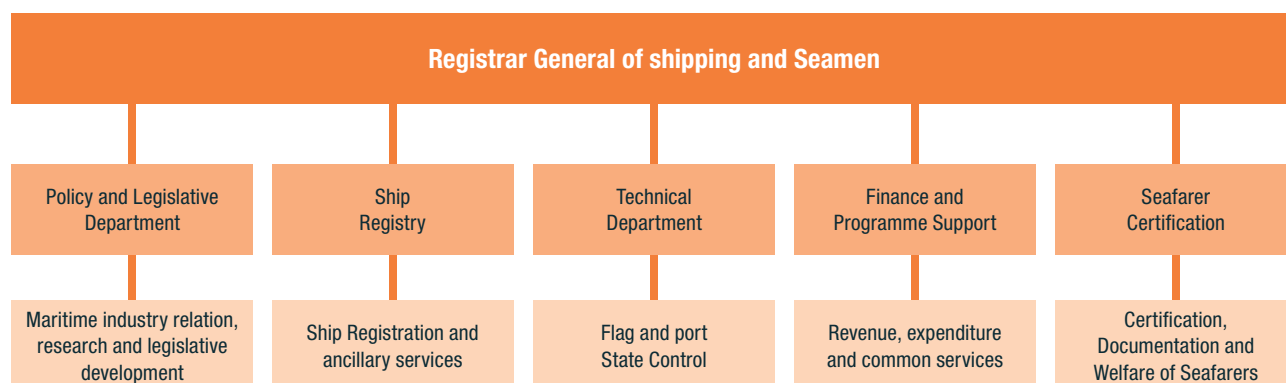 Registrar General of shipping and Seamen
Policy and Legislative
Department
Ship
Registry
Technical
Department
Finance and
Programme Support
Seafarer
Certification
Maritime industry relation,
research and legislative
development
Ship Registration and
ancillary services
Flag and port
State Control
Revenue, expenditure
and common services
Certification,
Documentation and
Welfare of Seafarers